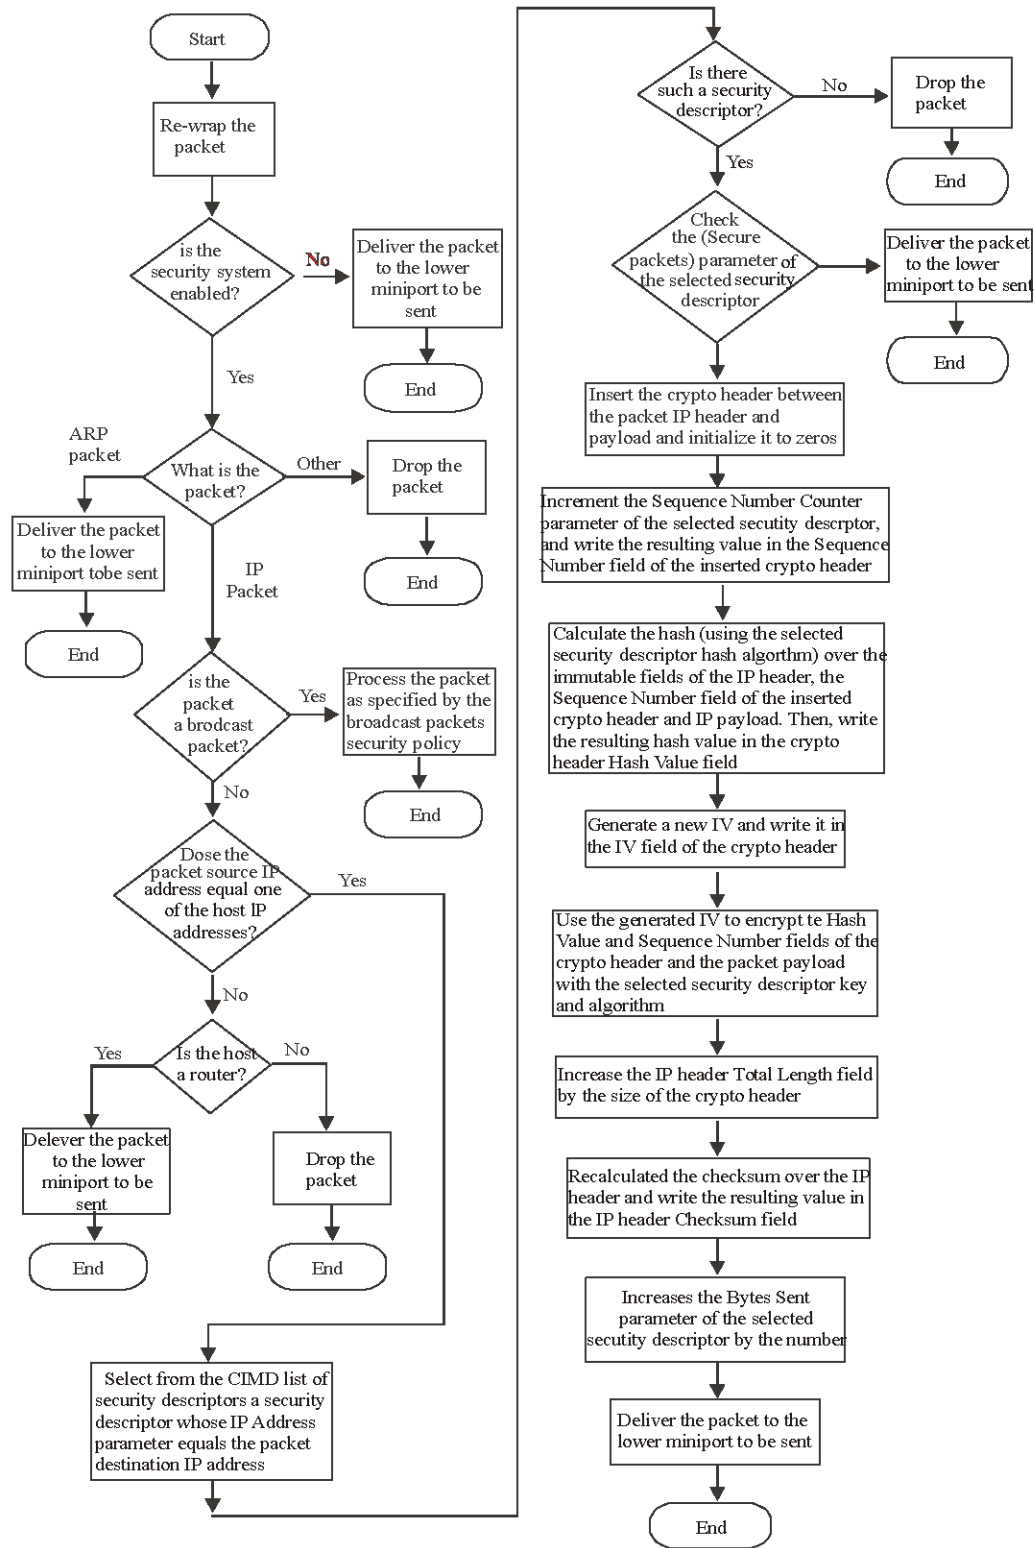 Start
Re-wrap the
packet
is the
security system
enabled?
No
Deliver the packet
to the lower
miniport to be
sent
End
Yes
What is the
packet?
ARP
packet
Deliver the packet
to the lower
miniport tobe sent
End
Other
Drop the
packet
End
IP
Packet
is the
packet
a brodcast
packet?
Yes
Process the packet
as specified by the
broadcast packets
security policy
End
No
Dose the
packet source IP
address equal one
of the host IP
addresses?
Yes
No
Is the host
a router?
Yes
Delever the packet
to the lower
miniport to be
sent
End
No
Drop the
packet
End
Select from the CIMD list of
security descriptors a security
descriptor whose IP Address
parameter equals the packet
destination IP address
Is there
such a security
descriptor?
No
Drop the
packet
End
Yes
Check
the (Secure
packets) parameter of
the selected security
descriptor
Deliver the packet
to the lower
miniport to be sent
End
Insert the crypto header between
the packet IP header and
payload and initialize it to zeros
Increment the Sequence Number Counter
parameter of the selected secutity descrptor,
and write the resulting value in the Sequence
Number field of the inserted crypto header
Calculate the hash (using the selected
security descriptor hash algorthm) over the
immutable fields of the IP header, the
Sequence Number field of the inserted
crypto header and IP payload. Then, write
the resulting hash value in the crypto
header Hash Value field
Generate a new IV and write it in
the IV field of the crypto header
Use the generated IV to encrypt te Hash
Value and Sequence Number fields of the
crypto header and the packet payload
with the selected security descriptor key
and algorithm
Increase the IP header Total Length field
by the size of the crypto header
Recalculated the checksum over the IP
header and write the resulting value in
the IP header Checksum field
Increases the Bytes Sent
parameter of the selected
secutity descriptor by the number
Deliver the packet to the
lower miniport to be sent
End